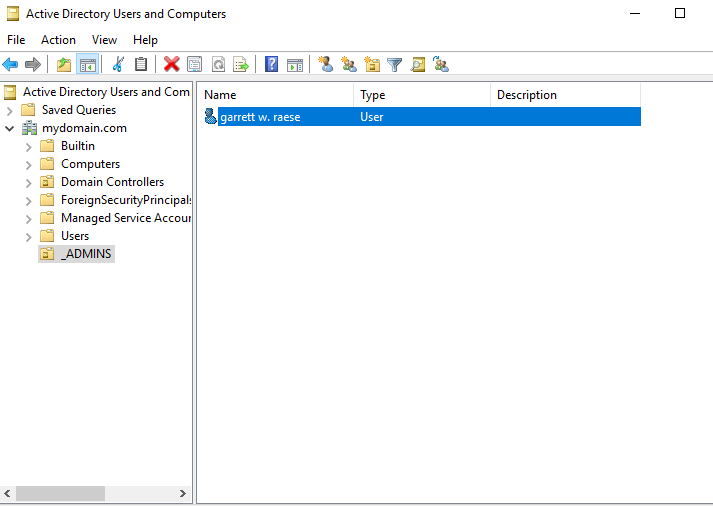 Active Directory Users and Computers
File Action View Help
Active Directory Users and Com
Saved Queries
mydomain.com
Builtin
Computers
Domain Controllers
ForeignSecurityPrincipals
Managed Service Accour
Users
_ADMINS
Name Type Description
garrett w. raese User